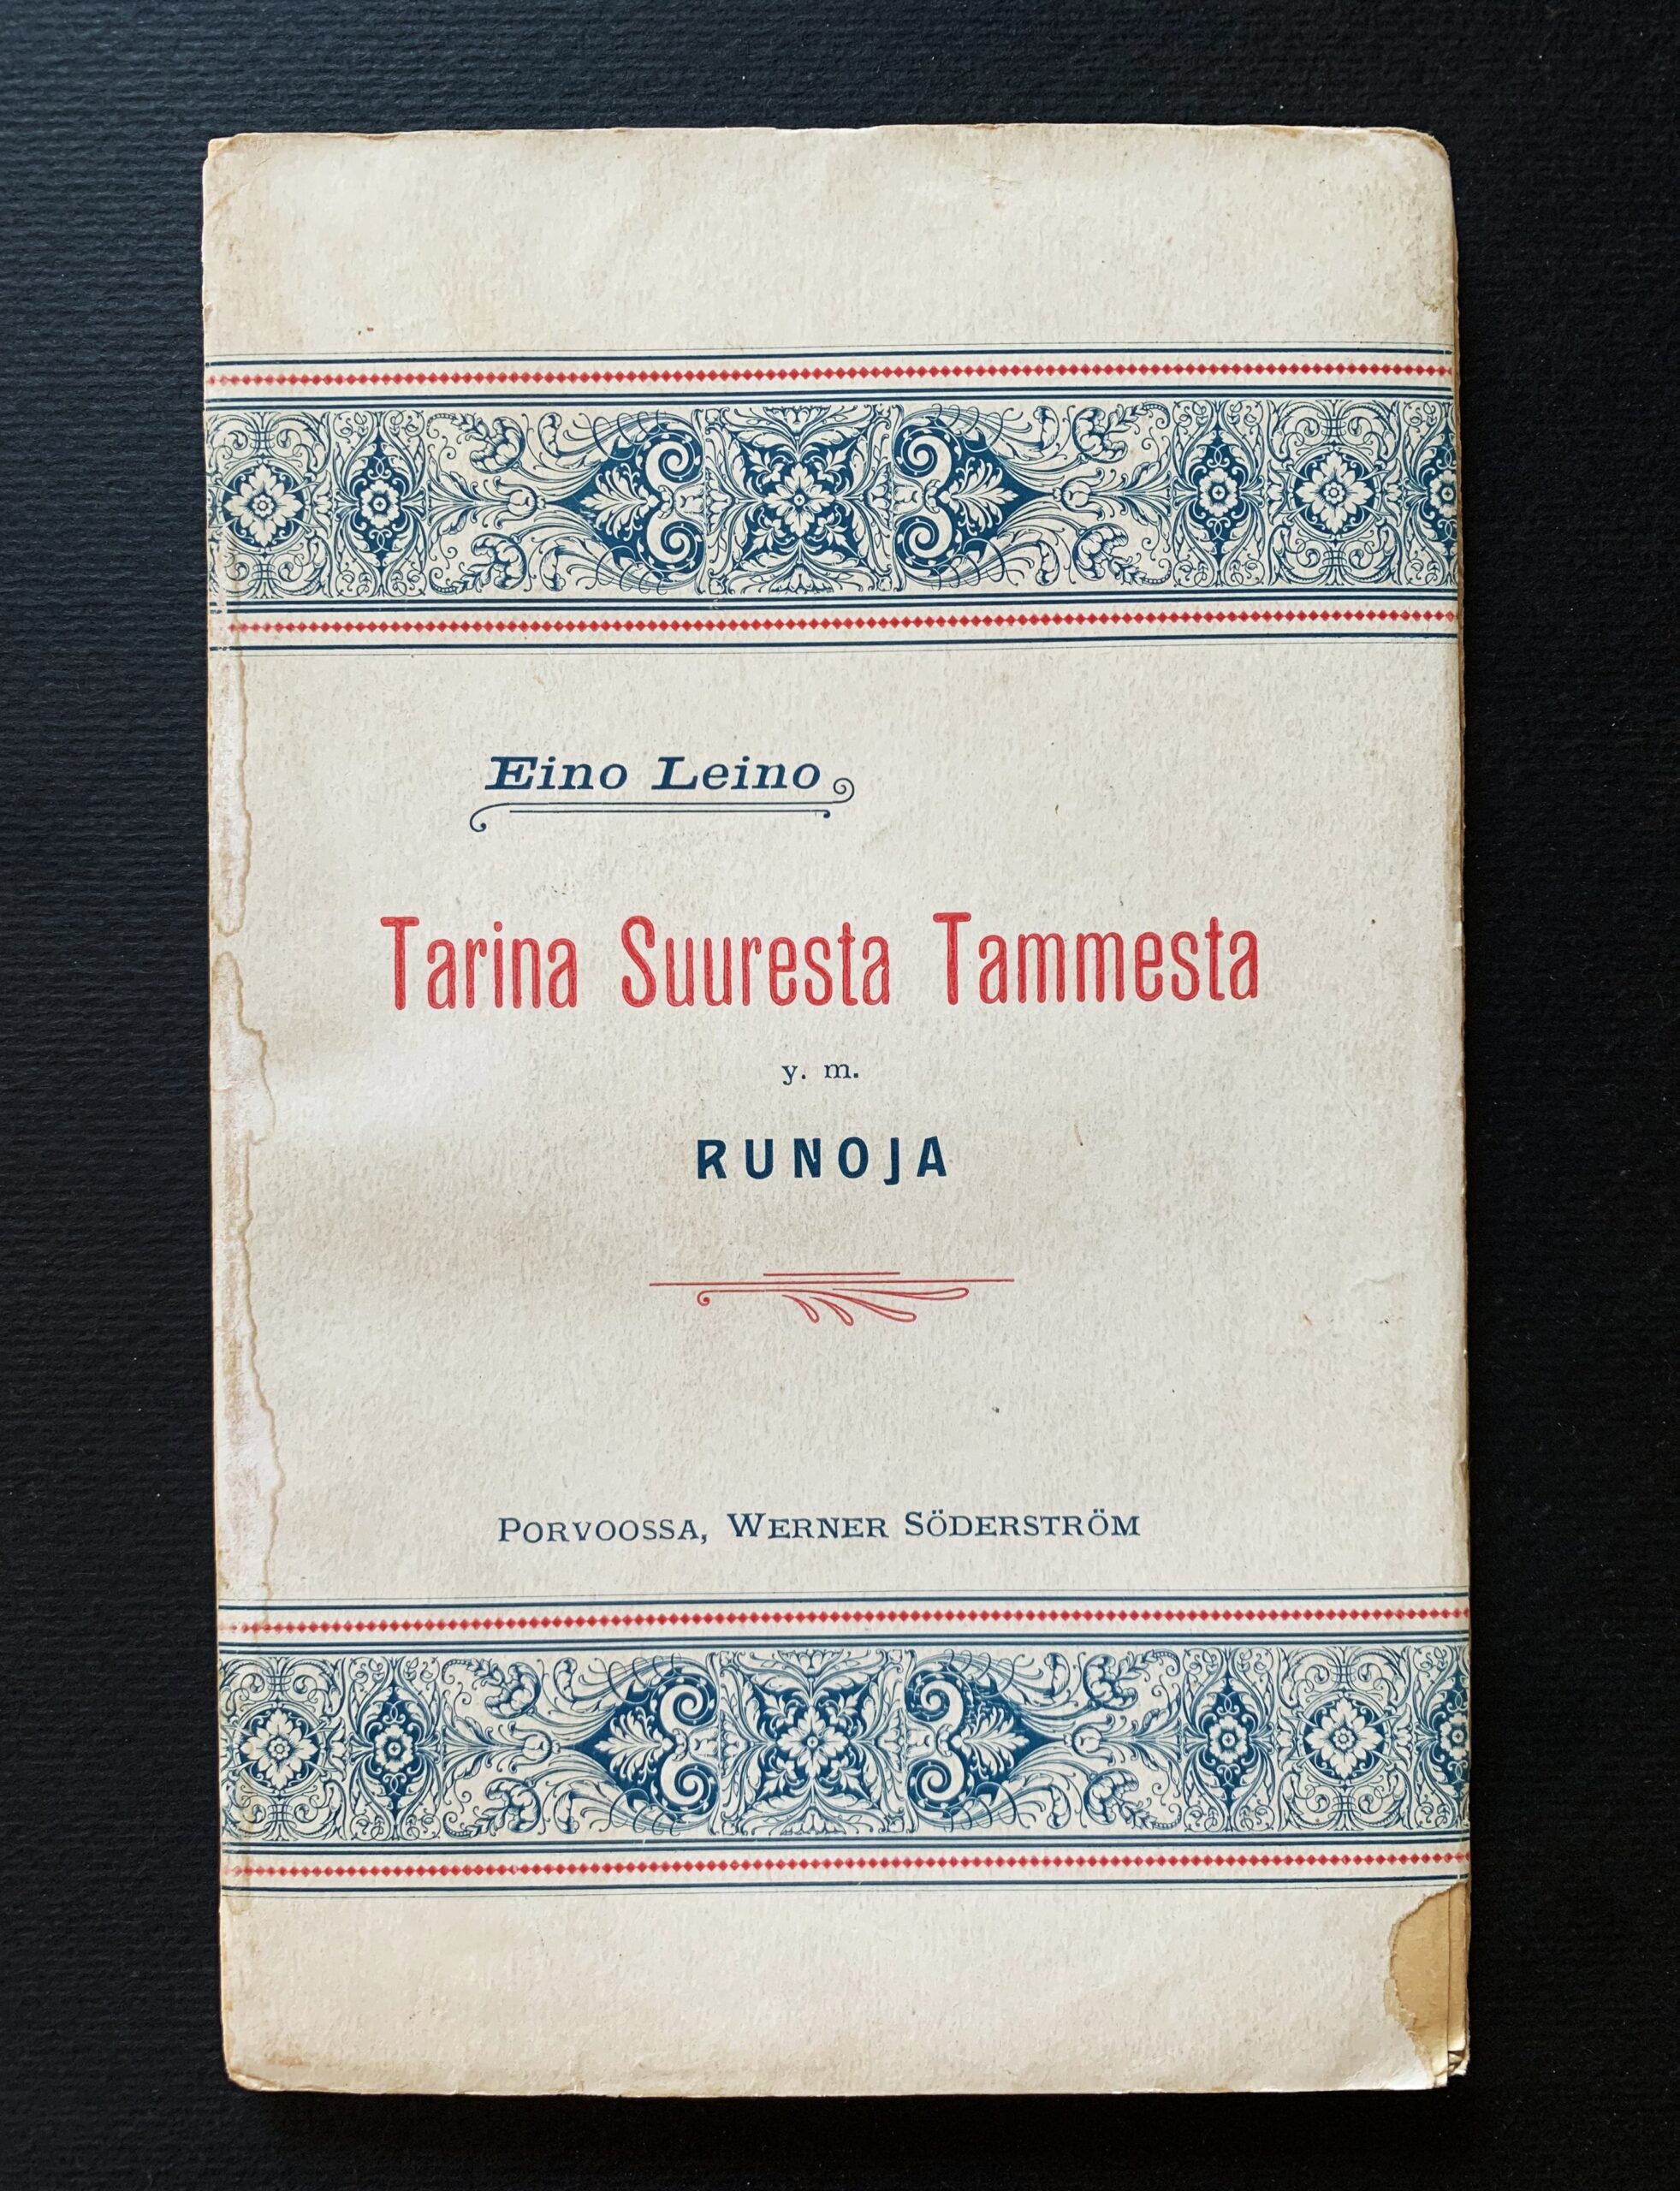 Eino Leino
Tarina Suuresta Tammesta
y. m.
RUNOJA
PORVOOSSA, WERNER SÖDERSTRÖM